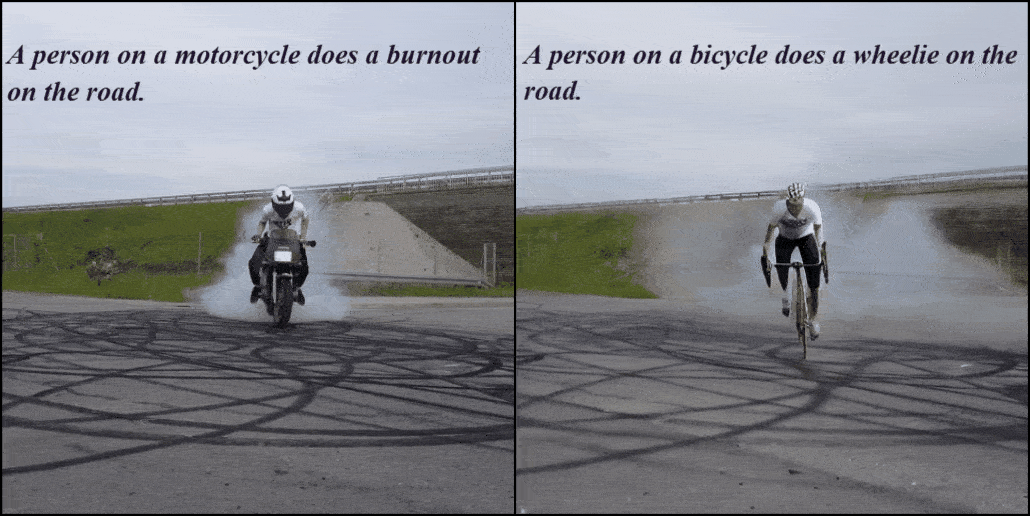 A person on a motorcycle does a burnout
on the road.
A person on a bicycle does a wheelie on the
road.